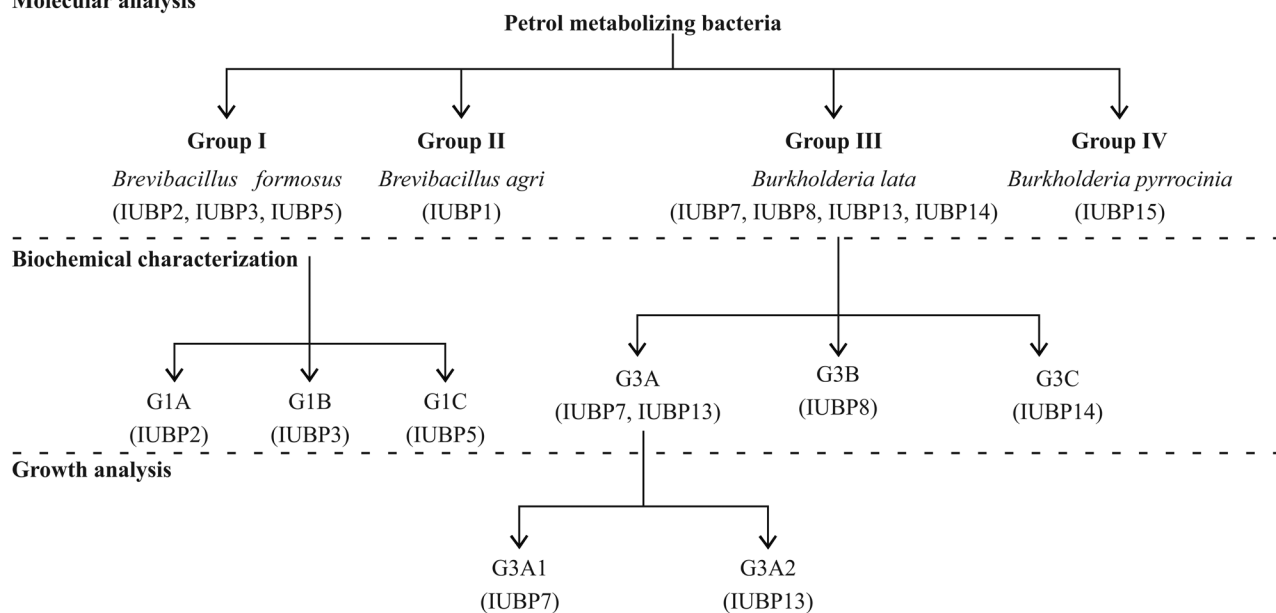 Molecular analysis
Petrol metabolizing bacteria
Group I Group II Group III Group IV
Brevibacillus formosus Brevibacillus agri Burkholderia lata Burkholderia pyrrocinia
(IUBP2, IUBP3, IUBP5) (IUBP1) (IUBP7, IUBP8, IUBP13, IUBP14) (IUBP15)
Biochemical characterization
G1A G1B G1C G3A G3B G3C
(IUBP2) (IUBP3) (IUBP5) (IUBP7, IUBP13) (IUBP8) (IUBP14)
Growth analysis
G3A1 G3A2
(IUBP7) (IUBP13)